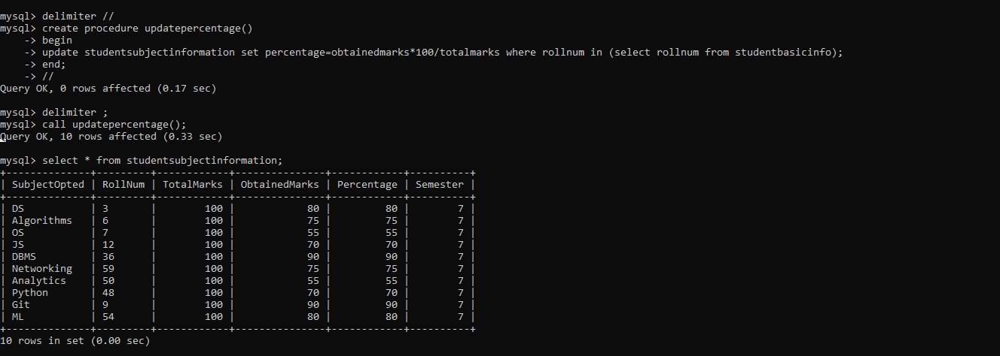 mysql> delimiter //
mysql> create procedure updatepercentage()
    -> begin
    -> update studentsubjectinformation set percentage=obtainedmarks*100/totalmarks where rollnum in (select rollnum from studentbasicinfo);
    -> end;
    -> //
Query OK, 0 rows affected (0.17 sec)

mysql> delimiter ;
mysql> call updatepercentage();
Query OK, 10 rows affected (0.33 sec)

mysql> select * from studentsubjectinformation;
+--------------+---------+------------+---------------+------------+----------+
| SubjectOpted | RollNum | TotalMarks | ObtainedMarks | Percentage | Semester |
+--------------+---------+------------+---------------+------------+----------+
| DS           | 3       |        100 |            80 |         80 |        7 |
| Algorithms   | 6       |        100 |            75 |         75 |        7 |
| OS           | 7       |        100 |            55 |         55 |        7 |
| JS           | 12      |        100 |            70 |         70 |        7 |
| DBMS         | 36      |        100 |            90 |         90 |        7 |
| Networking   | 59      |        100 |            75 |         75 |        7 |
| Analytics    | 50      |        100 |            55 |         55 |        7 |
| Python       | 48      |        100 |            70 |         70 |        7 |
| Git          | 9       |        100 |            90 |         90 |        7 |
| ML           | 54      |        100 |            80 |         80 |        7 |
+--------------+---------+------------+---------------+------------+----------+
10 rows in set (0.00 sec)